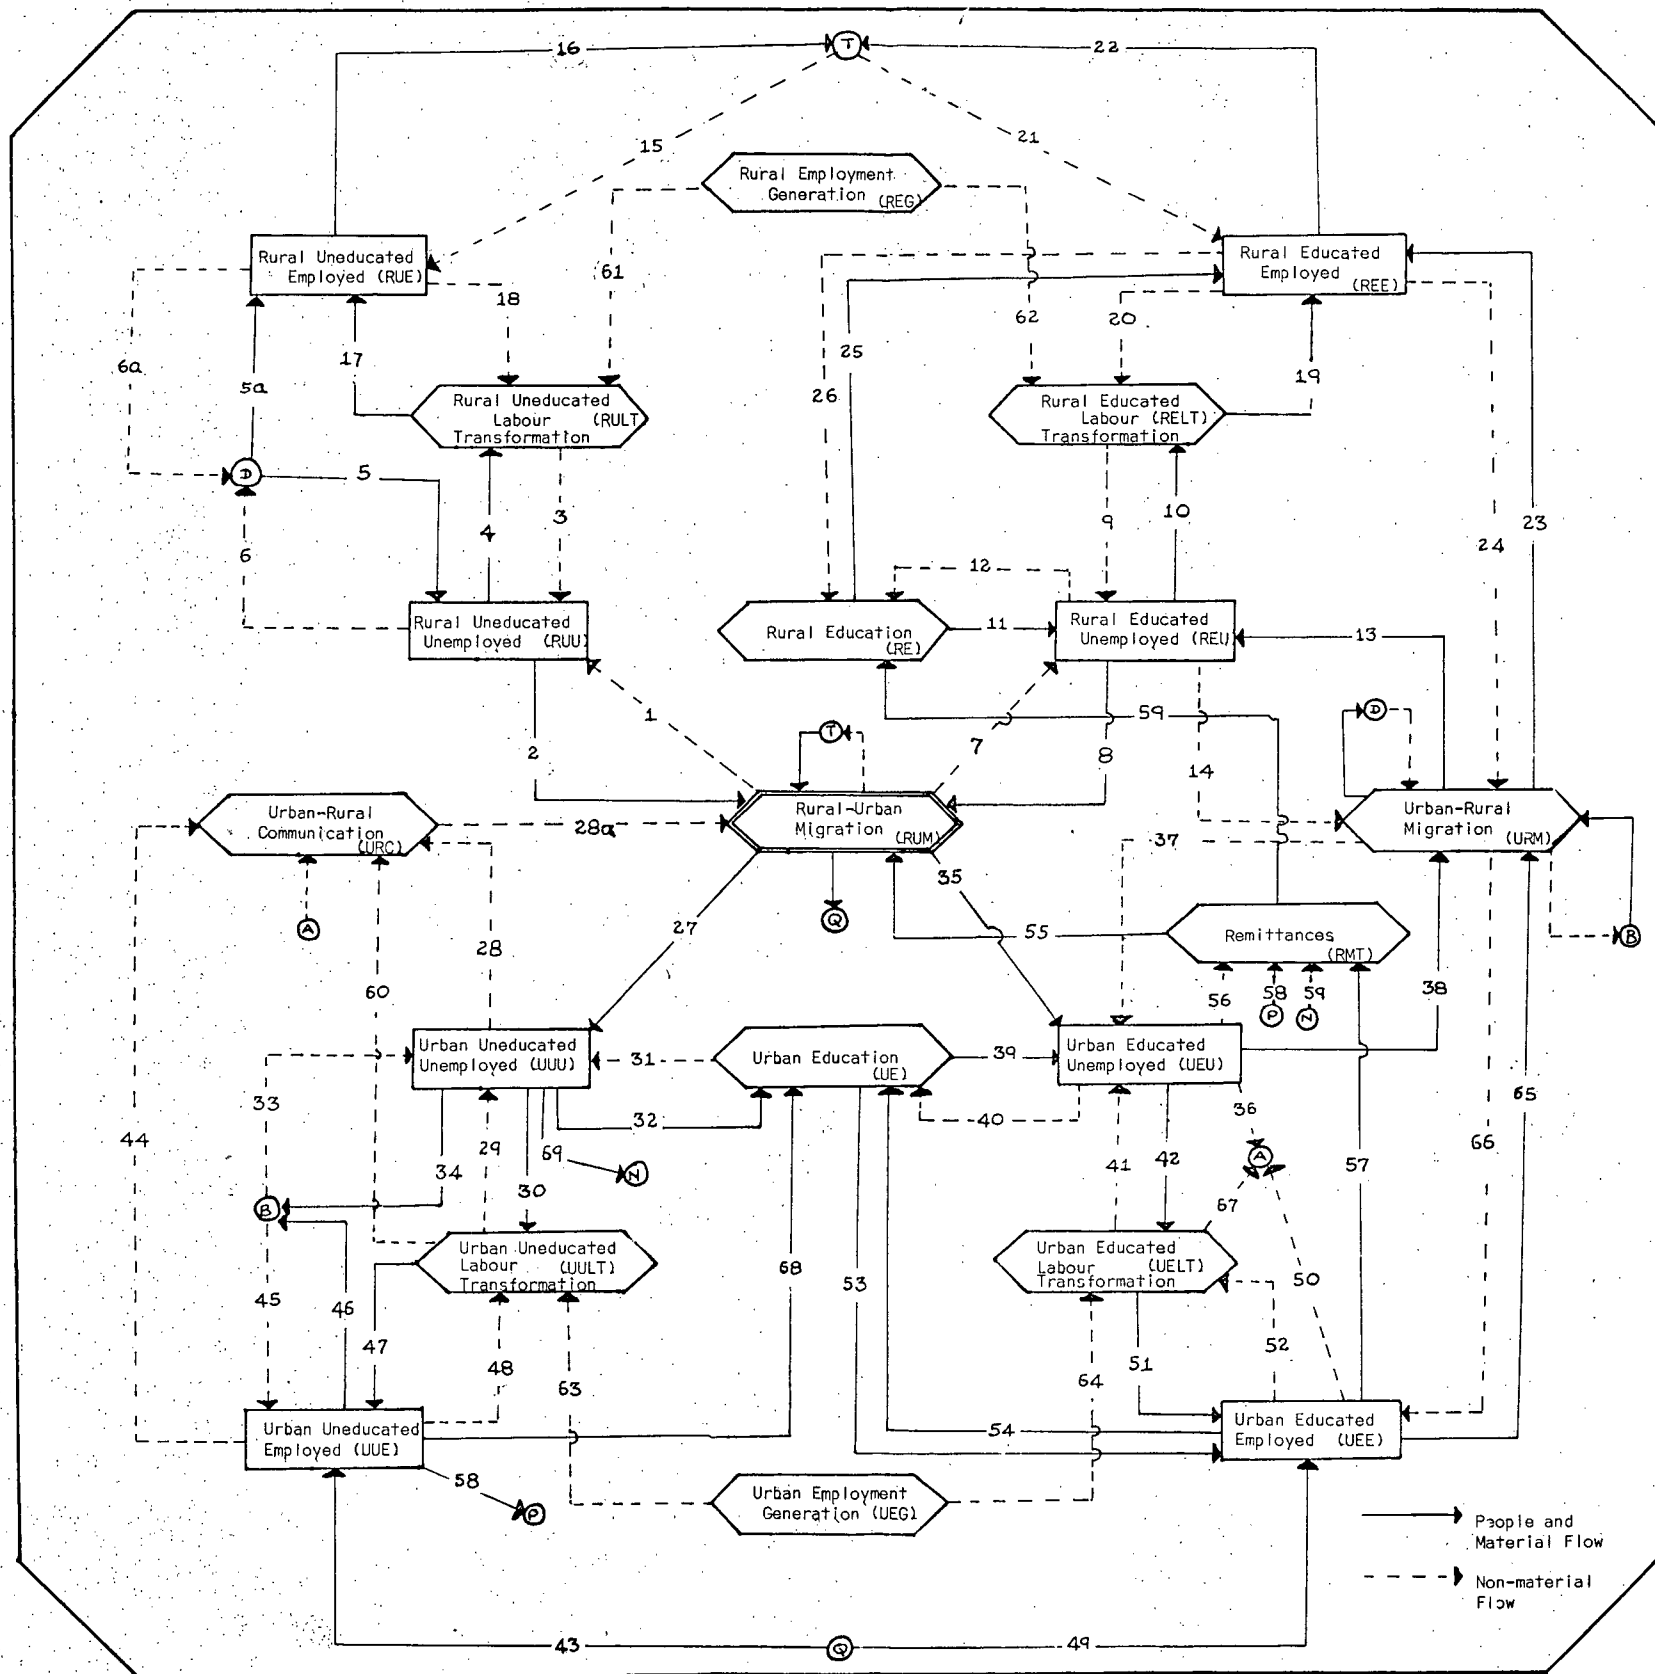 16
T
22
15
21
Rural Employment
Generation (REG)
Rural Uneducated
Employed (RUE)
Rural Educated
Employed
(REE)
61
18
62
20
6a
5a
17
25
26
19
Rural Uneducated
Labour (RULT
Transformation
Rural Educated
Labour (RELT)
Transformation
D
5
4
3
9
10
23
24
6
12
Rural Uneducated
Unemployed (RUU)
Rural Education
(RE)
11
Rural Educated
Unemployed (REU)
13
1
59
D
2
T
7
8
14
Urban-Rural
Communication
(URC)
28a
Rural-Urban
Migration
(RUM)
Urban-Rural
Migration
(URM)
37
35
A
27
Q
55
Remittances
(RMT)
B
28
60
56
58
59
38
P
N
Urban Uneducated
Unemployed (UUU)
31
Urban Education
(UE)
39
Urban Educated
Unemployed (UEU)
33
32
40
36
65
44
34
29
30
69
N
41
42
A
57
66
B
67
Urban Uneducated
Labour (UULT)
Transformation
68
53
Urban Educated
Labour (UELT)
Transformation
50
45
46
47
48
63
64
51
52
Urban Uneducated
Employed (UUE)
54
Urban Educated
Employed (UEE)
58
P
Urban Employment
Generation (UEG)
People and
Material Flow
Non-material
Flow
43
Q
49